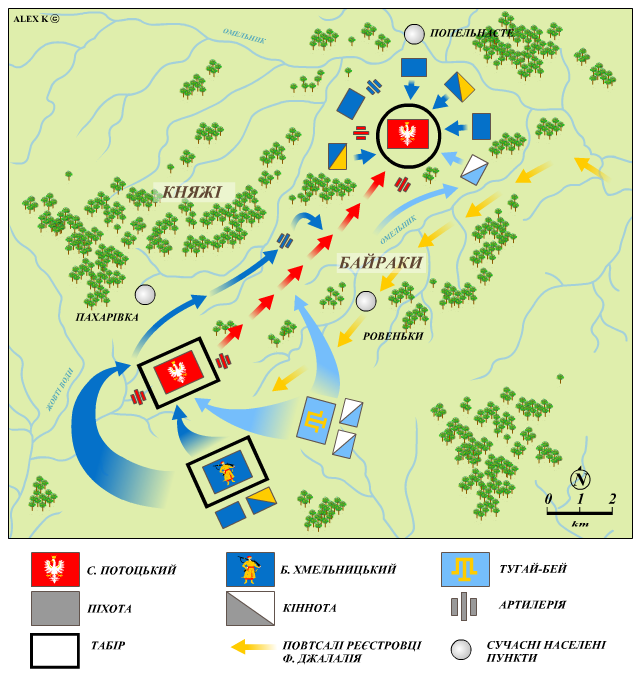 ALEX K ©
ОМЕЛЬНИК
ПОПЕЛЬНАСТЕ
КНЯЖІ
ОМЕЛЬНИК
БАЙРАКИ
ПАХАРІВКА
РОВЕНЬКИ
ЖОВТІ ВОДИ
N
0 1 2
km
С. ПОТОЦЬКИЙ
Б. ХМЕЛЬНИЦЬКИЙ
ТУГАЙ-БЕЙ
ПІХОТА
КІННОТА
АРТИЛЕРІЯ
ТАБІР
ПОВТСАЛІ РЕЄСТРОВЦІ
Ф. ДЖАЛАЛІЯ
СУЧАСНІ НАСЕЛЕНІ
ПУНКТИ